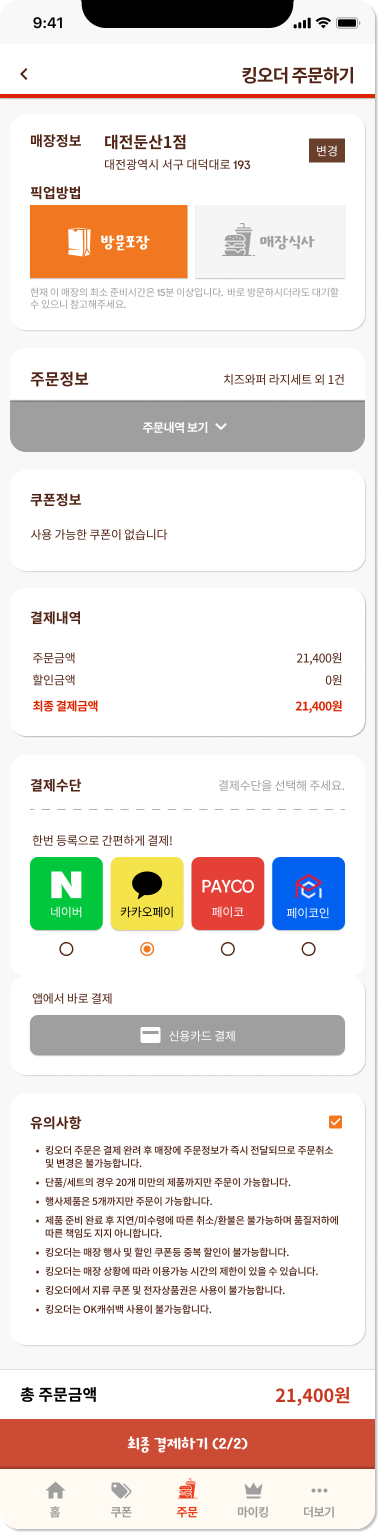 9:41
킹오더 주문하기
매장정보 대전둔산1점 변경
대전광역시 서구 대덕대로 193
픽업방법
방문포장 매장식사
현재 이 매장의 최소 준비시간은 15분 이상입니다. 바로 방문하시더라도 대기할
수 있으니 참고해주세요.
주문정보 치즈와퍼 라지세트 외 1건
주문내역 보기
쿠폰정보
사용 가능한 쿠폰이 없습니다
결제내역
주문금액 21,400원
할인금액 0원
최종 결제금액 21,400원
결제수단 결제수단을 선택해 주세요.
한번 등록으로 간편하게 결제!
N PAYCO
네이버 카카오페이 페이코 페이코인
앱에서 바로 결제
신용카드 결제
유의사항
• 킹오더 주문은 결제 완려 후 매장에 주문정보가 즉시 전달되므로 주문취소
및 변경은 불가능합니다.
• 단품/세트의 경우 20개 미만의 제품까지만 주문이 가능합니다.
• 행사제품은 5개까지만 주문이 가능합니다.
• 제품 준비 완료 후 지연/미수령에 따른 취소/환불은 불가능하며 품질저하에
따른 책임도 지지 아니합니다.
• 킹오더는 매장 행사 및 할인 쿠폰등 중복 할인이 불가능합니다.
• 킹오더는 매장 상황에 따라 이용가능 시간의 제한이 있을 수 있습니다.
• 킹오더에서 지류 쿠폰 및 전자상품권은 사용이 불가능합니다.
• 킹오더는 OK캐쉬백 사용이 불가능합니다.
총 주문금액 21,400원
최종 결제하기 (2/2)
홈 쿠폰 주문 마이킹 더보기